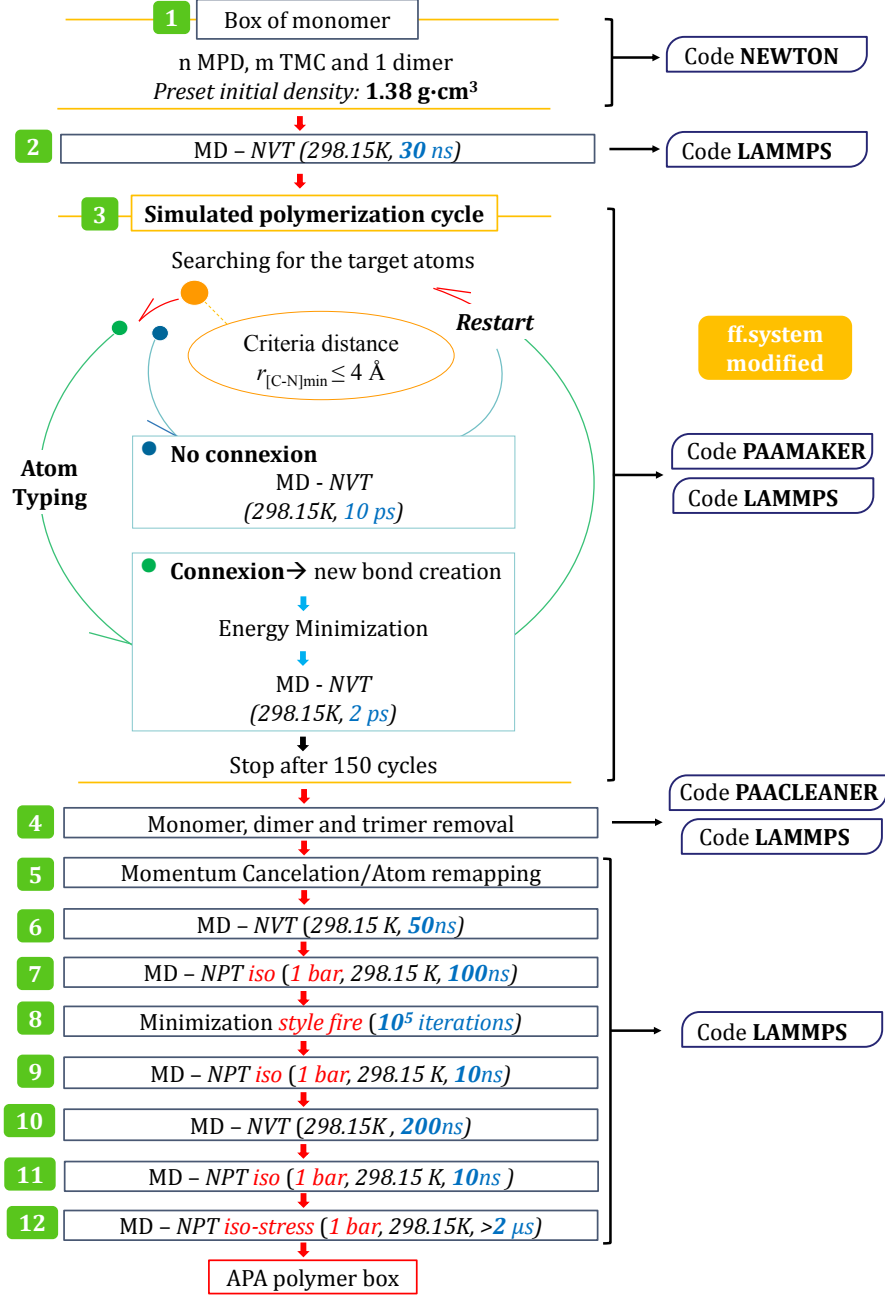 1
Box of monomer
n MPD, m TMC and 1 dimer
Preset initial density: 1.38 g·cm³
Code NEWTON
2
MD – NVT (298.15K, 30 ns)
Code LAMMPS
3
Simulated polymerization cycle
Searching for the target atoms
Restart
Criteria distance
r[C-N]min ≤ 4 Å
ff.system
modified
Atom
Typing
No connexion
MD - NVT
(298.15K, 10 ps)
Code PAAMAKER
Code LAMMPS
Connexion→ new bond creation
Energy Minimization
MD - NVT
(298.15K, 2 ps)
Stop after 150 cycles
Code PAACLEANER
4
Monomer, dimer and trimer removal
Code LAMMPS
5
Momentum Cancelation/Atom remapping
6
MD – NVT (298.15 K, 50ns)
7
MD – NPT iso (1 bar, 298.15 K, 100ns)
8
Minimization style fire (10⁵ iterations)
Code LAMMPS
9
MD – NPT iso (1 bar, 298.15 K, 10ns)
10
MD – NVT (298.15K , 200ns)
11
MD – NPT iso (1 bar, 298.15 K, 10ns )
12
MD – NPT iso-stress (1 bar, 298.15K, >2 μs)
APA polymer box